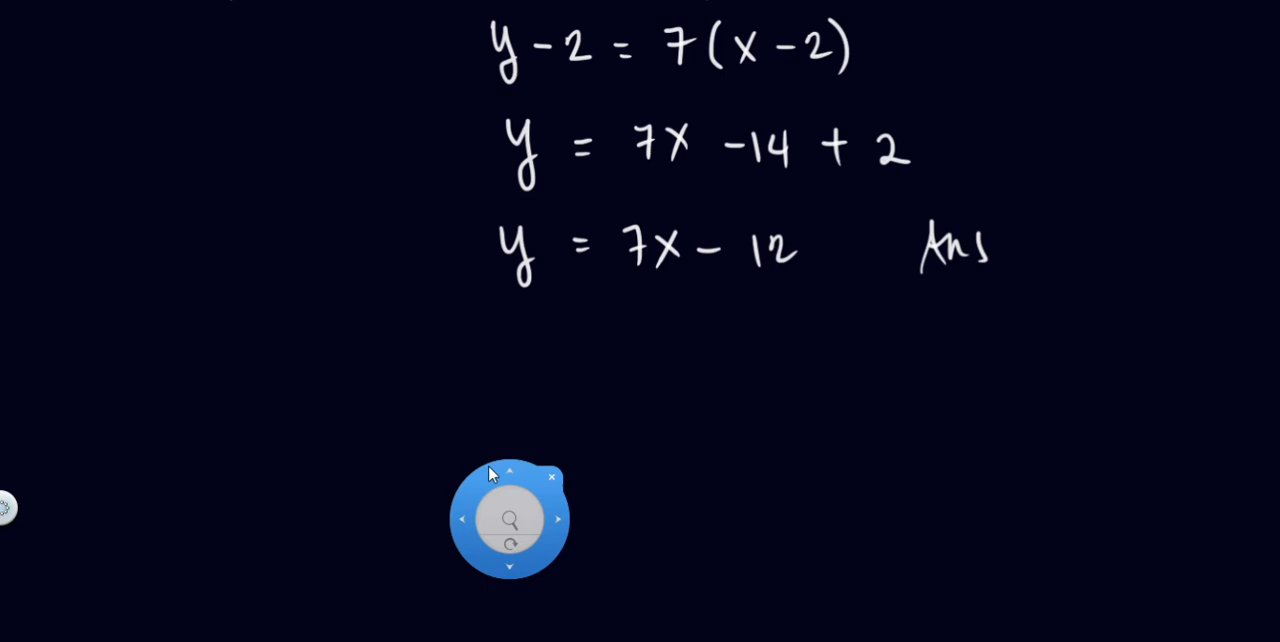 y - 2 = 7(x - 2)
y = 7x - 14 + 2
y = 7x - 12 Ans